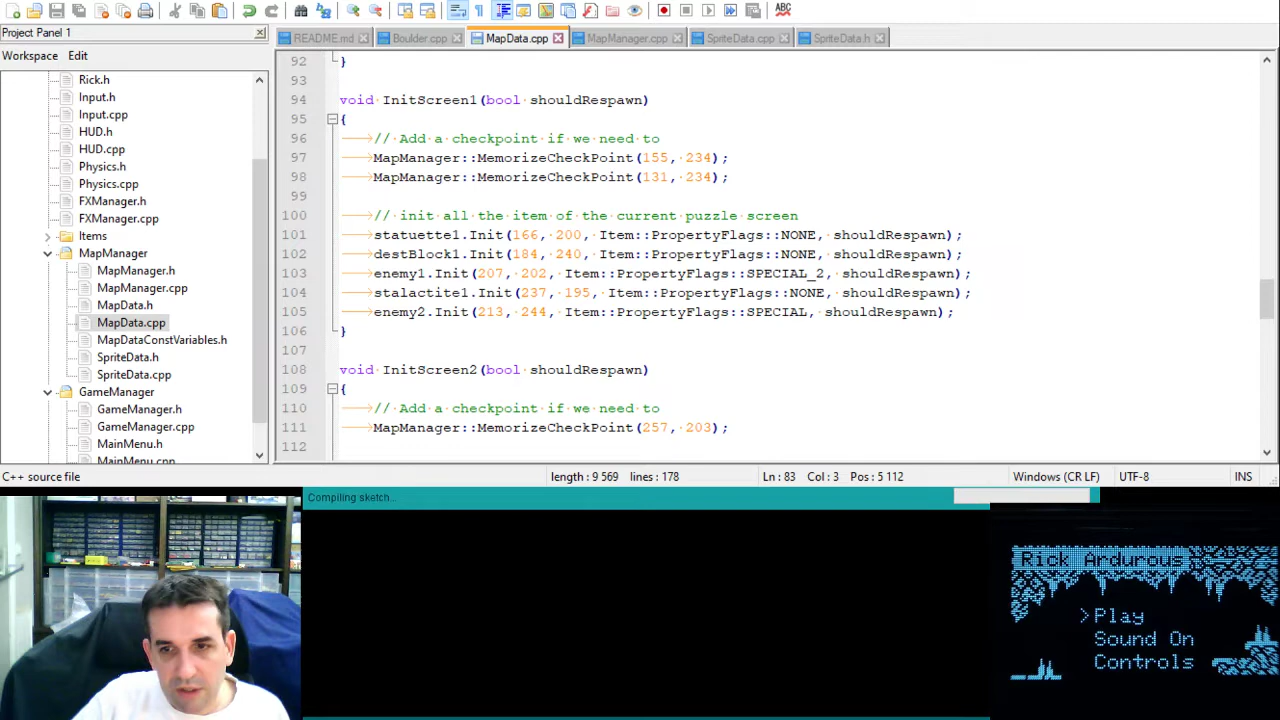 Project Panel 1
Workspace Edit
Rick.h
Input.h
Input.cpp
HUD.h
HUD.cpp
Physics.h
Physics.cpp
FXManager.h
FXManager.cpp
Items
MapManager
MapManager.h
MapManager.cpp
MapData.h
MapData.cpp
MapDataConstVariables.h
SpriteData.h
SpriteData.cpp
GameManager
GameManager.h
GameManager.cpp
MainMenu.h
MainMenu.cpp
ABC
README.md Boulder.cpp MapData.cpp MapManager.cpp SpriteData.cpp SpriteData.h
92 }
93
94 void InitScreen1(bool shouldRespawn)
95 {
96 // Add a checkpoint if we need to
97 MapManager::MemorizeCheckPoint(155, 234);
98 MapManager::MemorizeCheckPoint(131, 234);
99
100 // init all the item of the current puzzle screen
101 statuette1.Init(166, 200, Item::PropertyFlags::NONE, shouldRespawn);
102 destBlock1.Init(184, 240, Item::PropertyFlags::NONE, shouldRespawn);
103 enemy1.Init(207, 202, Item::PropertyFlags::SPECIAL_2, shouldRespawn);
104 stalactite1.Init(237, 195, Item::PropertyFlags::NONE, shouldRespawn);
105 enemy2.Init(213, 244, Item::PropertyFlags::SPECIAL, shouldRespawn);
106 }
107
108 void InitScreen2(bool shouldRespawn)
109 {
110 // Add a checkpoint if we need to
111 MapManager::MemorizeCheckPoint(257, 203);
112
C++ source file length : 9 569 lines : 178 Ln : 83 Col : 3 Pos : 5 112 Windows (CR LF) UTF-8 INS
Compiling sketch...
Rick Ardurous
>Play
Sound On
Controls